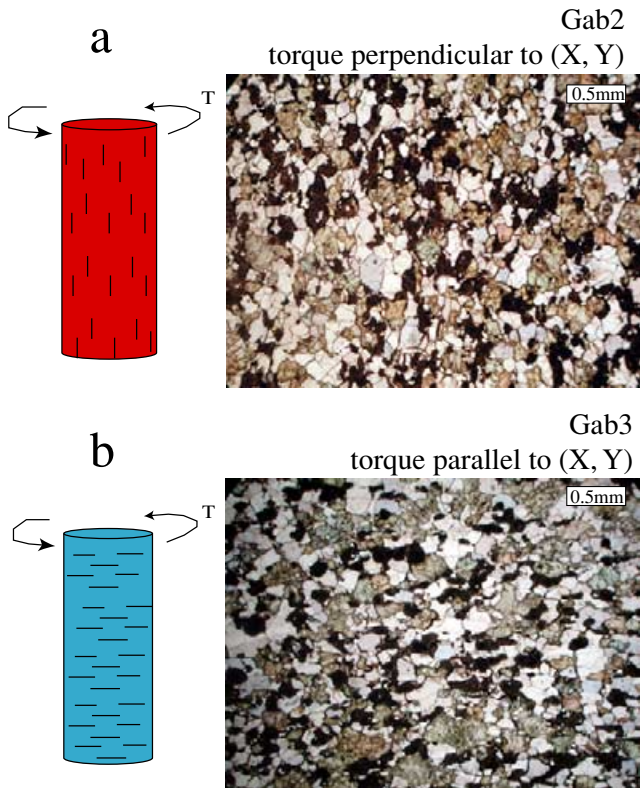 a
Gab2
torque perpendicular to (X, Y)
T
0.5mm
b
Gab3
torque parallel to (X, Y)
T
0.5mm